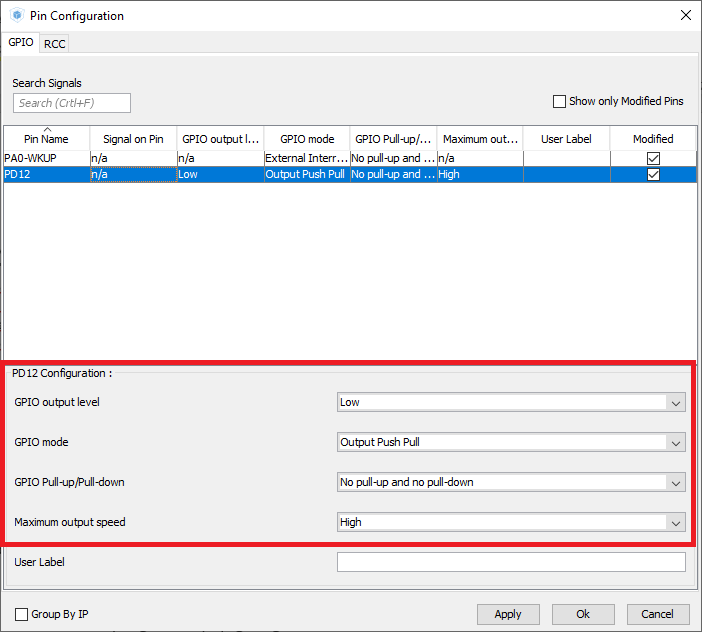 Pin Configuration
GPIO RCC
Search Signals
Search (Crtl+F)
Show only Modified Pins
Pin Name Signal on Pin GPIO output l... GPIO mode GPIO Pull-up/... Maximum out... User Label Modified
PA0-WKUP n/a n/a External Interr... No pull-up and ... n/a
PD12 n/a Low Output Push Pull No pull-up and ... High
PD12 Configuration :
GPIO output level Low
GPIO mode Output Push Pull
GPIO Pull-up/Pull-down No pull-up and no pull-down
Maximum output speed High
User Label
Group By IP Apply Ok Cancel